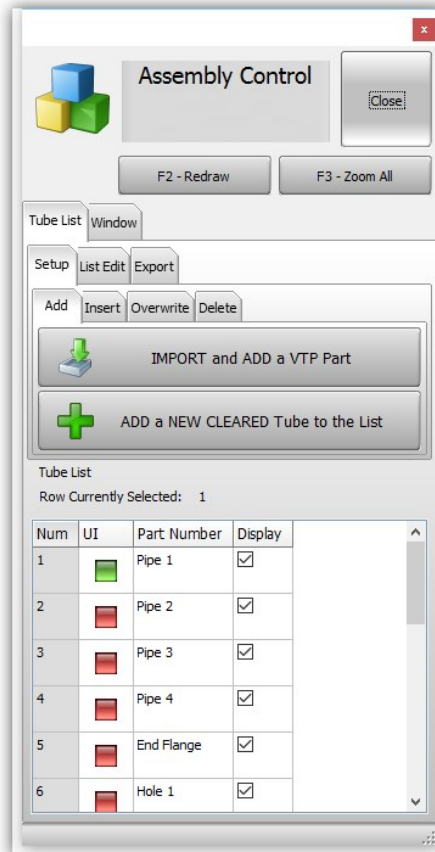 x
Assembly Control
Close
F2 - Redraw F3 - Zoom All
Tube List Window
Setup List Edit Export
Add Insert Overwrite Delete
IMPORT and ADD a VTP Part
ADD a NEW CLEARED Tube to the List
Tube List
Row Currently Selected: 1
Num UI Part Number Display
1 Pipe 1
2 Pipe 2
3 Pipe 3
4 Pipe 4
5 End Flange
6 Hole 1